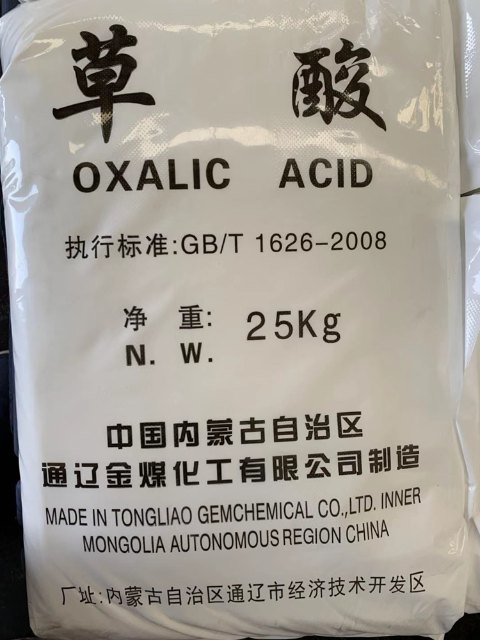 草 酸
OXALIC ACID
执行标准:GB/T 1626-2008
净 重: 25Kg
N. W.
中国内蒙古自治区
通辽金煤化工有限公司制造
MADE IN TONGLIAO GEMCHEMICAL CO.,LTD. INNER
MONGOLIA AUTONOMOUS REGION CHINA
厂址:内蒙古自治区通辽市经济技术开发区